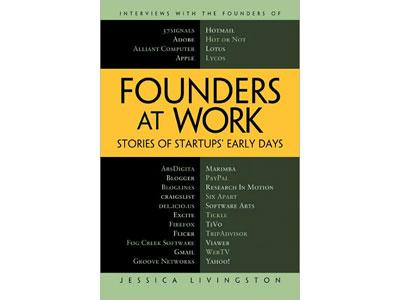 INTERVIEWS WITH THE FOUNDERS OF
37SIGNALS HOTMAIL
ADOBE HOT OR NOT
ALLIANT COMPUTER LOTUS
APPLE LYCOS
FOUNDERS
AT WORK
STORIES OF STARTUPS' EARLY DAYS
ARSDIGITA MARIMBA
BLOGGER PAYPAL
BLOGLINES RESEARCH IN MOTION
CRAIGSLIST SIX APART
DEL.ICIO.US SOFTWARE ARTS
EXCITE TICKLE
FIREFOX TIVO
FLICKR TRIPADVISOR
FOG CREEK SOFTWARE VIAWEB
GMAIL WEBTV
GROOVE NETWORKS YAHOO!
JESSICA LIVINGSTON